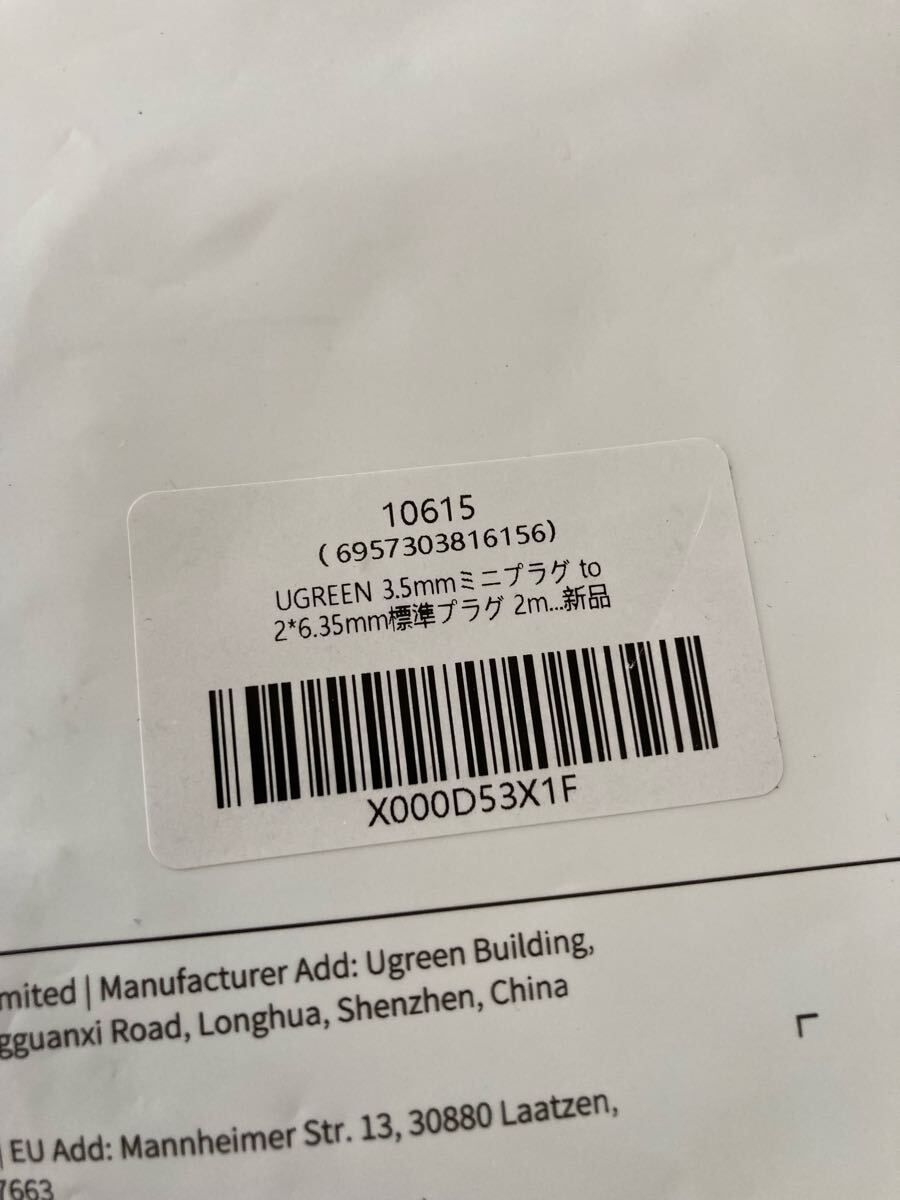 10615
(6957303816156)
UGREEN 3.5mmミニプラグ to
2*6.35mm標準プラグ 2m...新品
X000D53X1F
mited | Manufacturer Add: Ugreen Building,
gguanxi Road, Longhua, Shenzhen, China
| EU Add: Mannheimer Str. 13, 30880 Laatzen,
7663